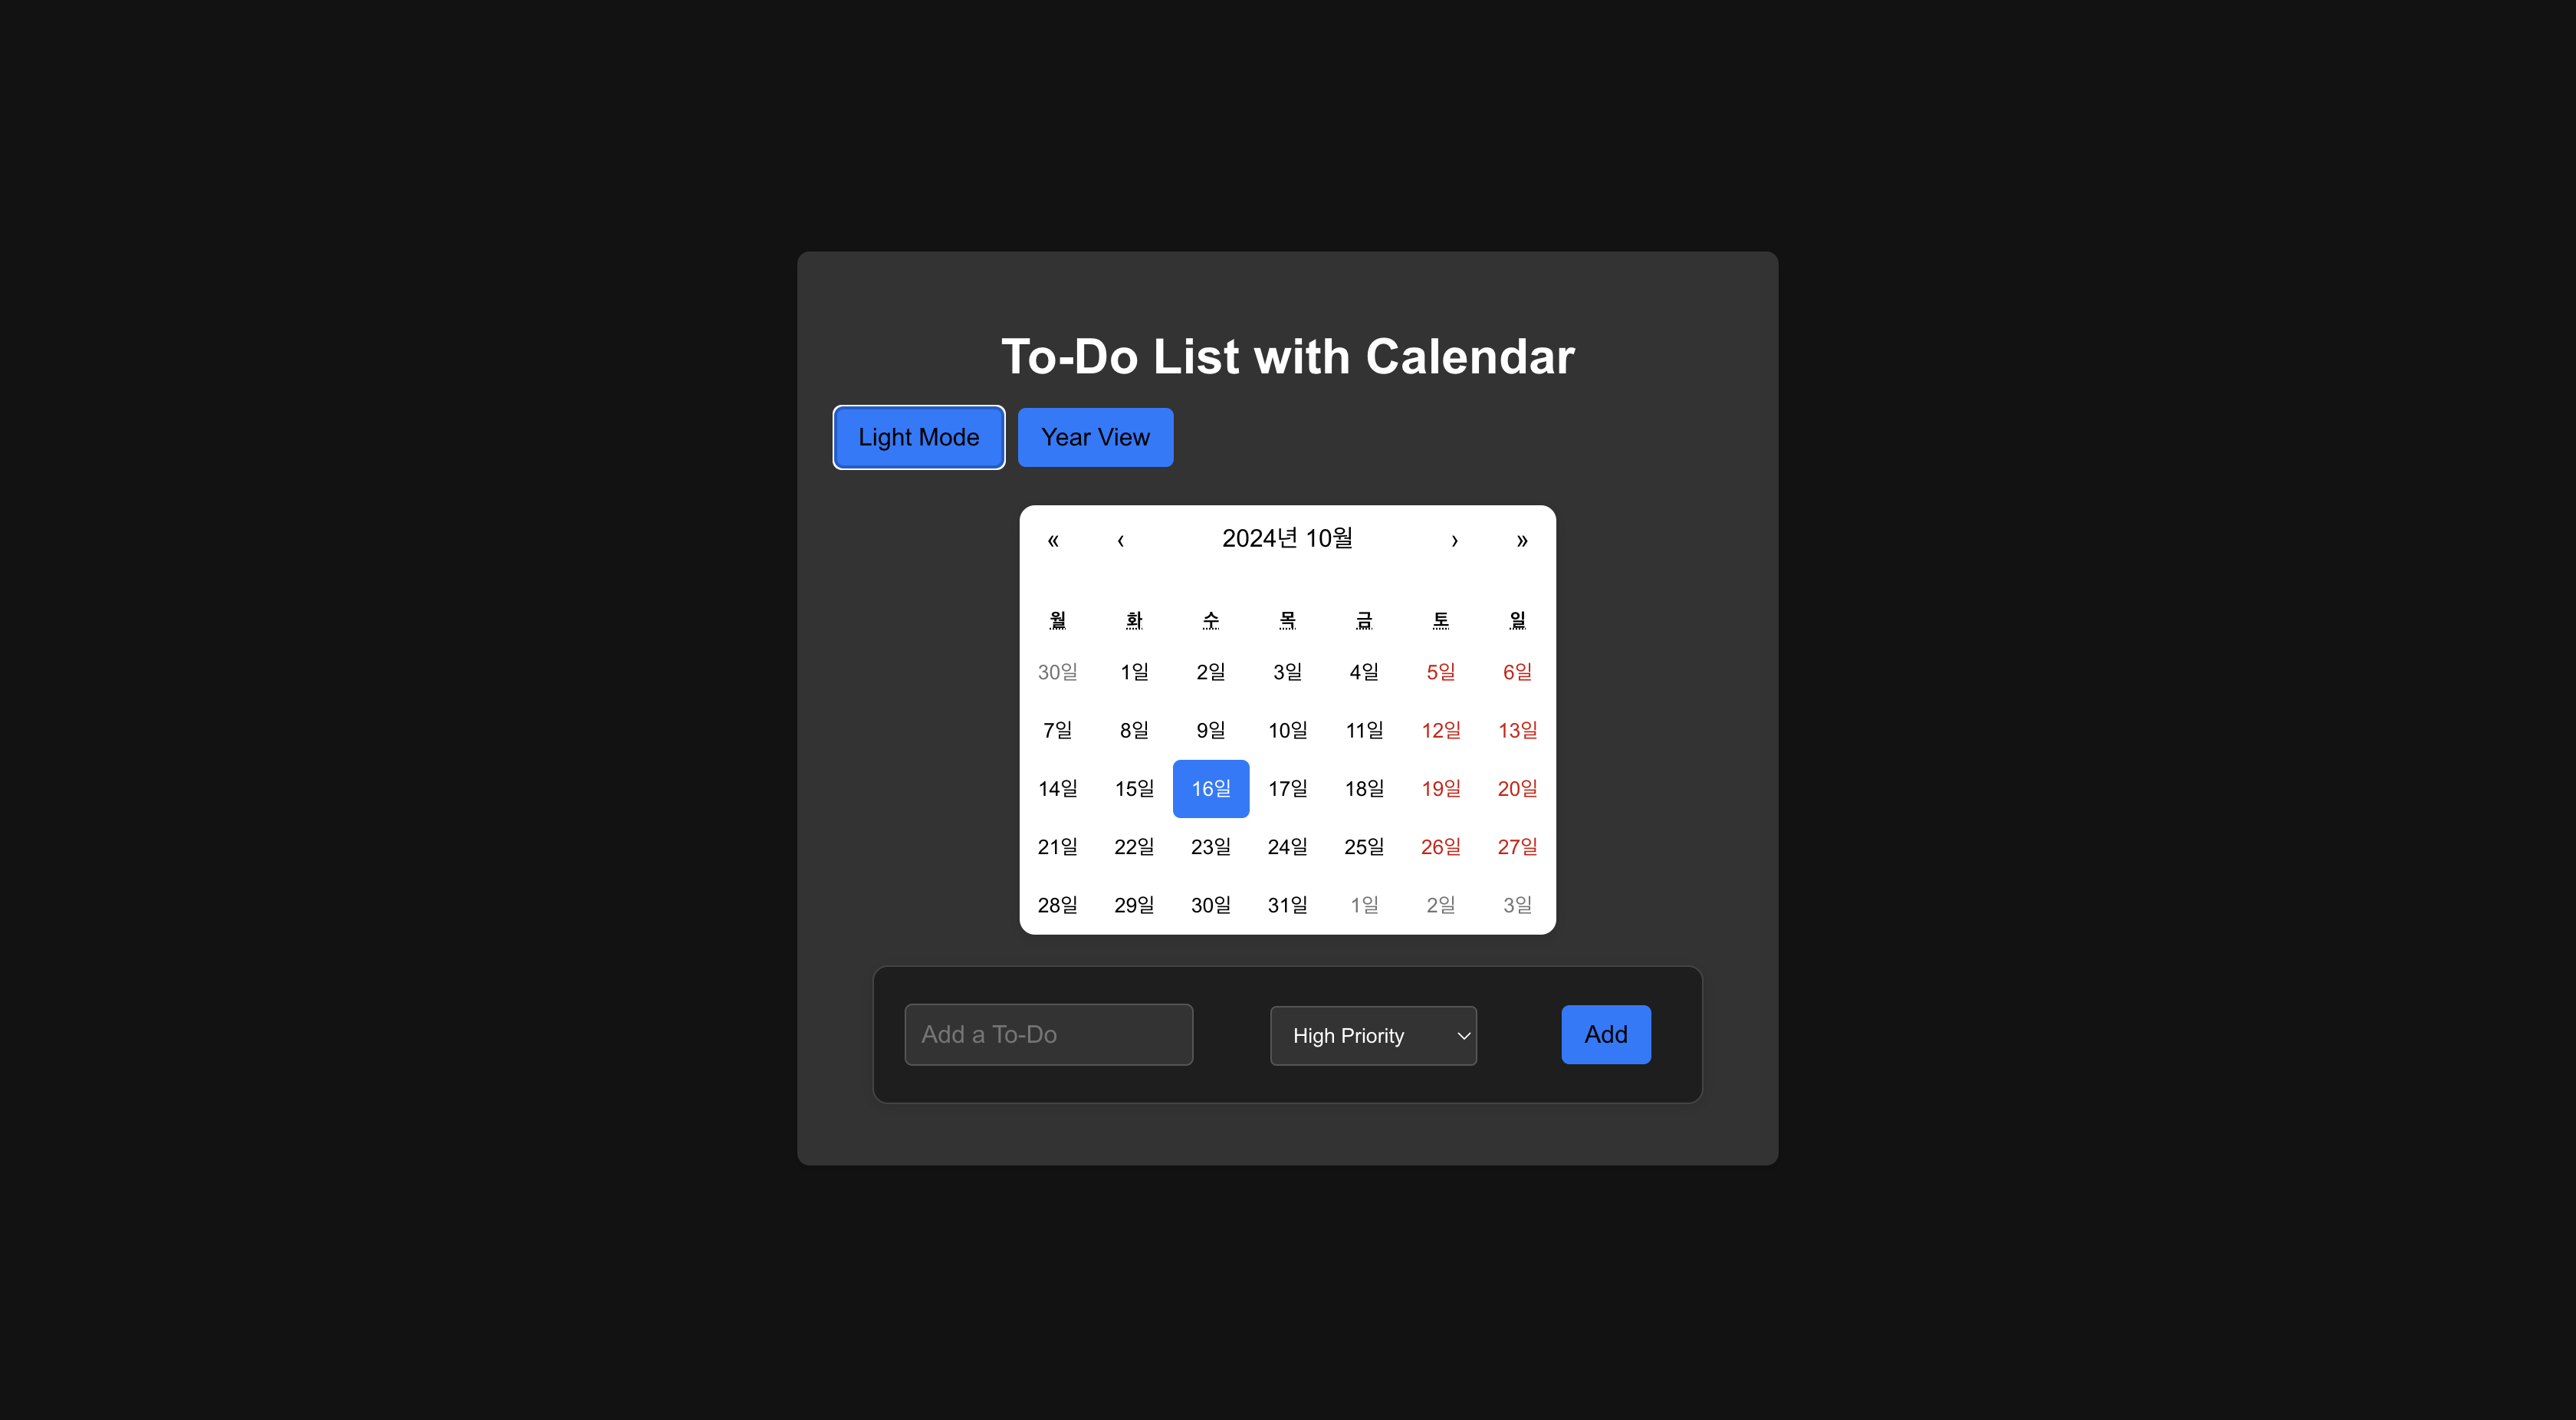 To-Do List with Calendar
Light Mode Year View
« ‹ 2024년 10월 › »
월 화 수 목 금 토 일
30일 1일 2일 3일 4일 5일 6일
7일 8일 9일 10일 11일 12일 13일
14일 15일 16일 17일 18일 19일 20일
21일 22일 23일 24일 25일 26일 27일
28일 29일 30일 31일 1일 2일 3일
Add a To-Do High Priority Add